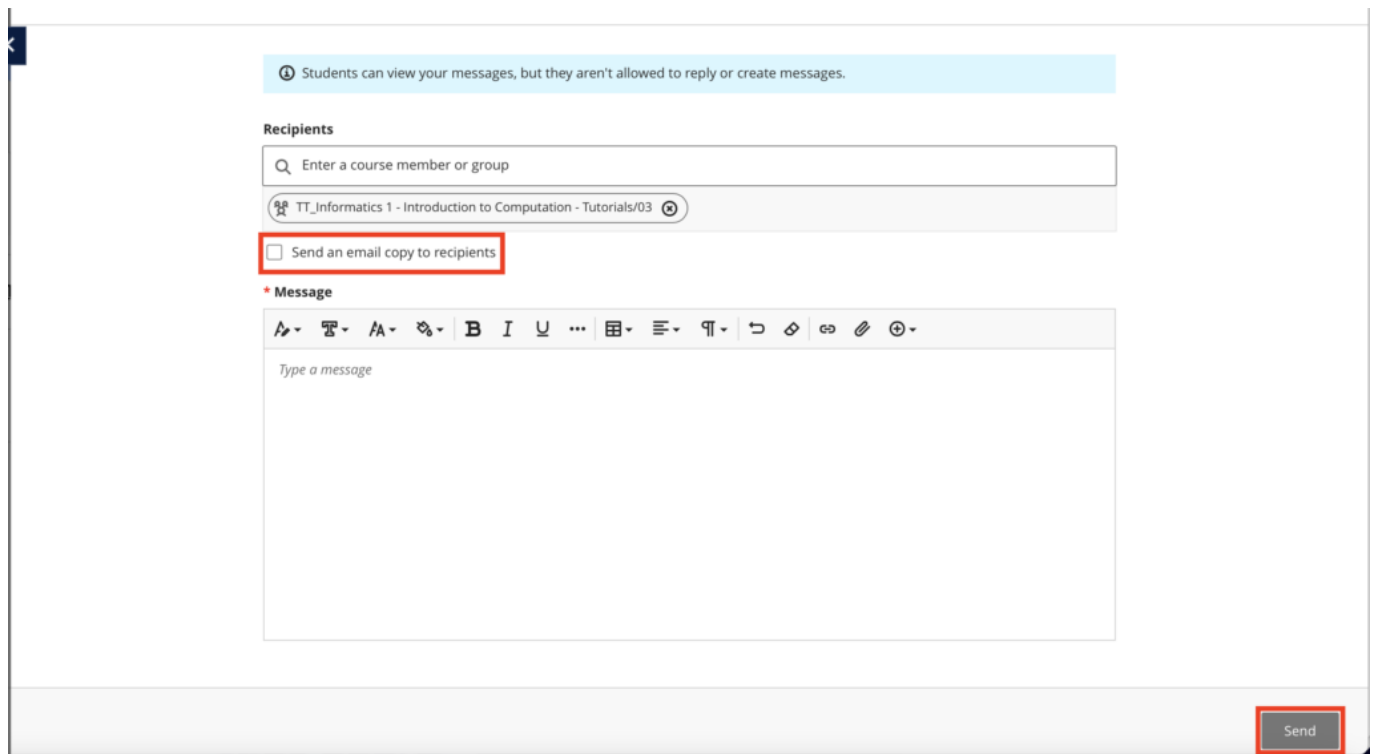 Students can view your messages, but they aren't allowed to reply or create messages.
Recipients
Enter a course member or group
TT_Informatics 1 - Introduction to Computation - Tutorials/03
Send an email copy to recipients
* Message
B I U
Type a message
Send